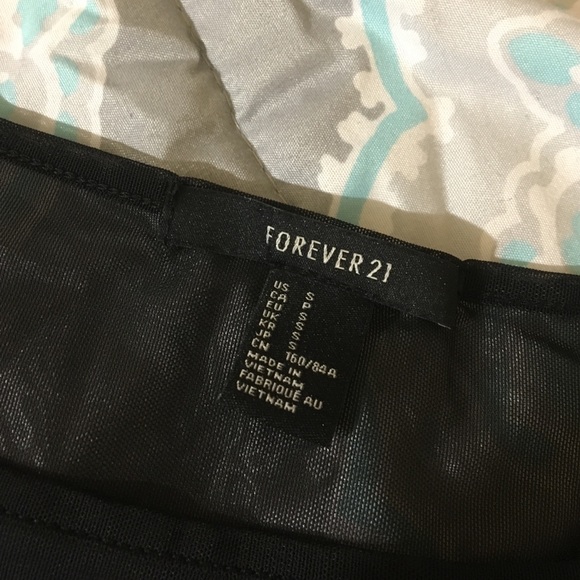 FOREVER 21
US S
CA P
EU S
UK S
KR S
JP S
CN 160/84A
MADE IN
VIETNAM
FABRIQUÉ AU
VIETNAM